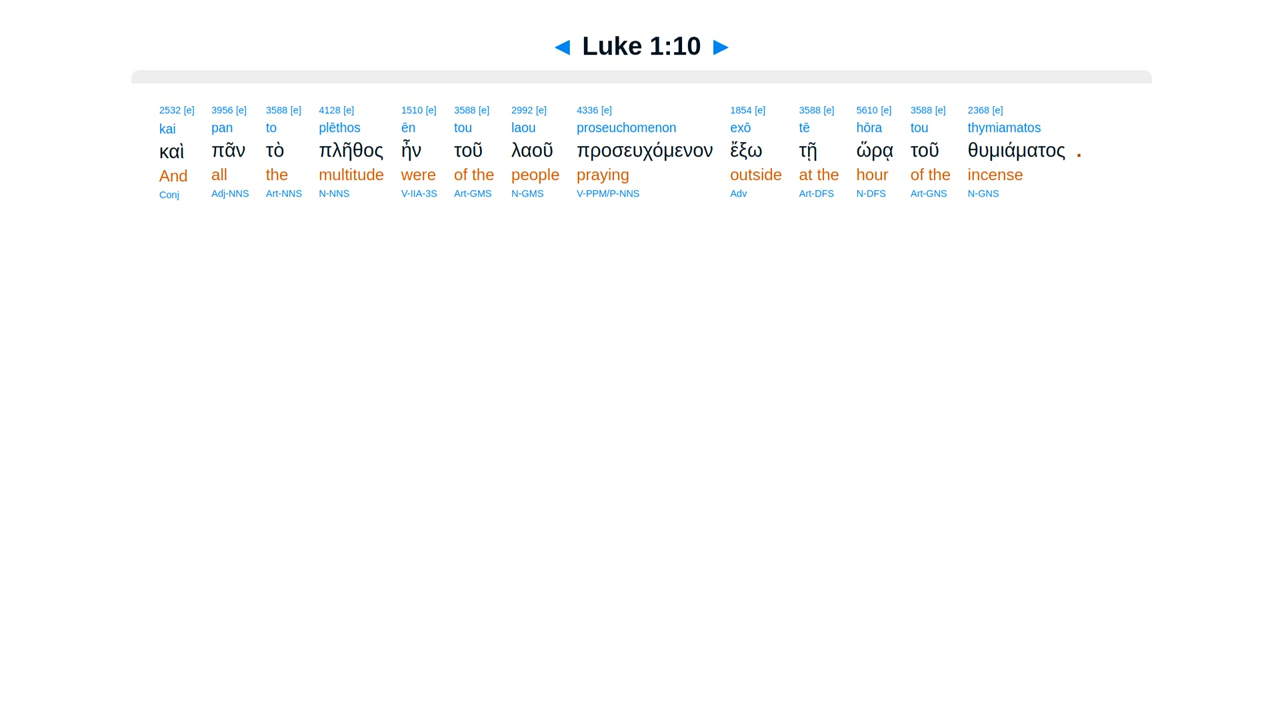 ◄ Luke 1:10 ►
2532 [e] 3956 [e] 3588 [e] 4128 [e] 1510 [e] 3588 [e] 2992 [e] 4336 [e] 1854 [e] 3588 [e] 5610 [e] 3588 [e] 2368 [e]
kai pan to plēthos ēn tou laou proseuchomenon exō tē hōra tou thymiamatos
καὶ πᾶν τὸ πλῆθος ἦν τοῦ λαοῦ προσευχόμενον ἔξω τῇ ὥρᾳ τοῦ θυμιάματος .
And all the multitude were of the people praying outside at the hour of the incense
Conj Adj-NNS Art-NNS N-NNS V-IIA-3S Art-GMS N-GMS V-PPM/P-NNS Adv Art-DFS N-DFS Art-GNS N-GNS